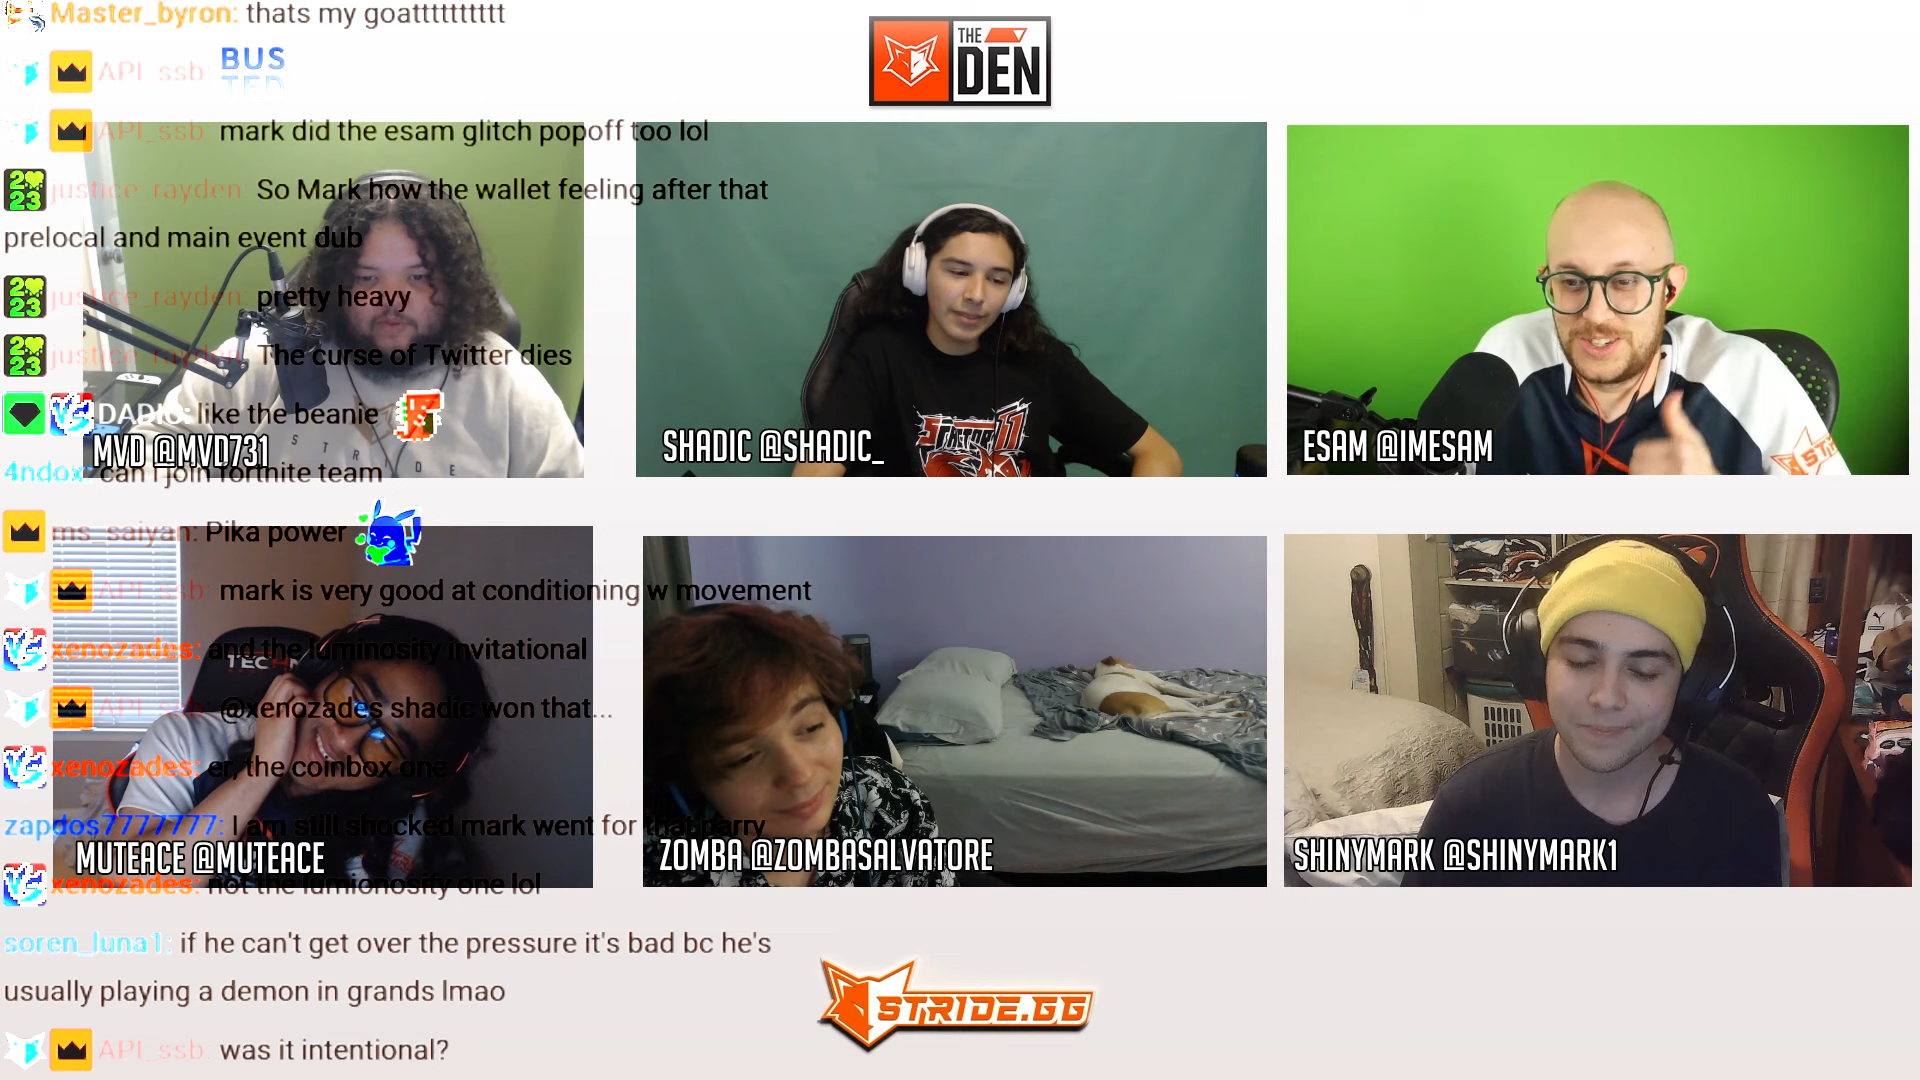 Master_byron: thats my goatttttttttt
API_ssb: BUS
TED
API_ssb: mark did the esam glitch popoff too lol
justice_rayden: So Mark how the wallet feeling after that
prelocal and main event dub
justice_rayden: pretty heavy
justice_rayden: The curse of Twitter dies
DADIO: like the beanie
4ndox: can i join fortnite team
ms_saiyan: Pika power
API_ssb: mark is very good at conditioning w movement
xenozades: and the luminosity invitational
API_ssb: @xenozades shadic won that...
xenozades: er, the coinbox one
zapdos7777777: I am still shocked mark went for that parry
xenozades: not the lumionosity one lol
soren_luna1: if he can't get over the pressure it's bad bc he's
usually playing a demon in grands lmao
API_ssb: was it intentional?
THE
DEN
MVD @MVD731
STRIDE
SHADIC @SHADIC_
ESAM @IMESAM
MUTEACE @MUTEACE
ZOMBA @ZOMBASALVATORE
SHINYMARK @SHINYMARK1
STRIDE.GG